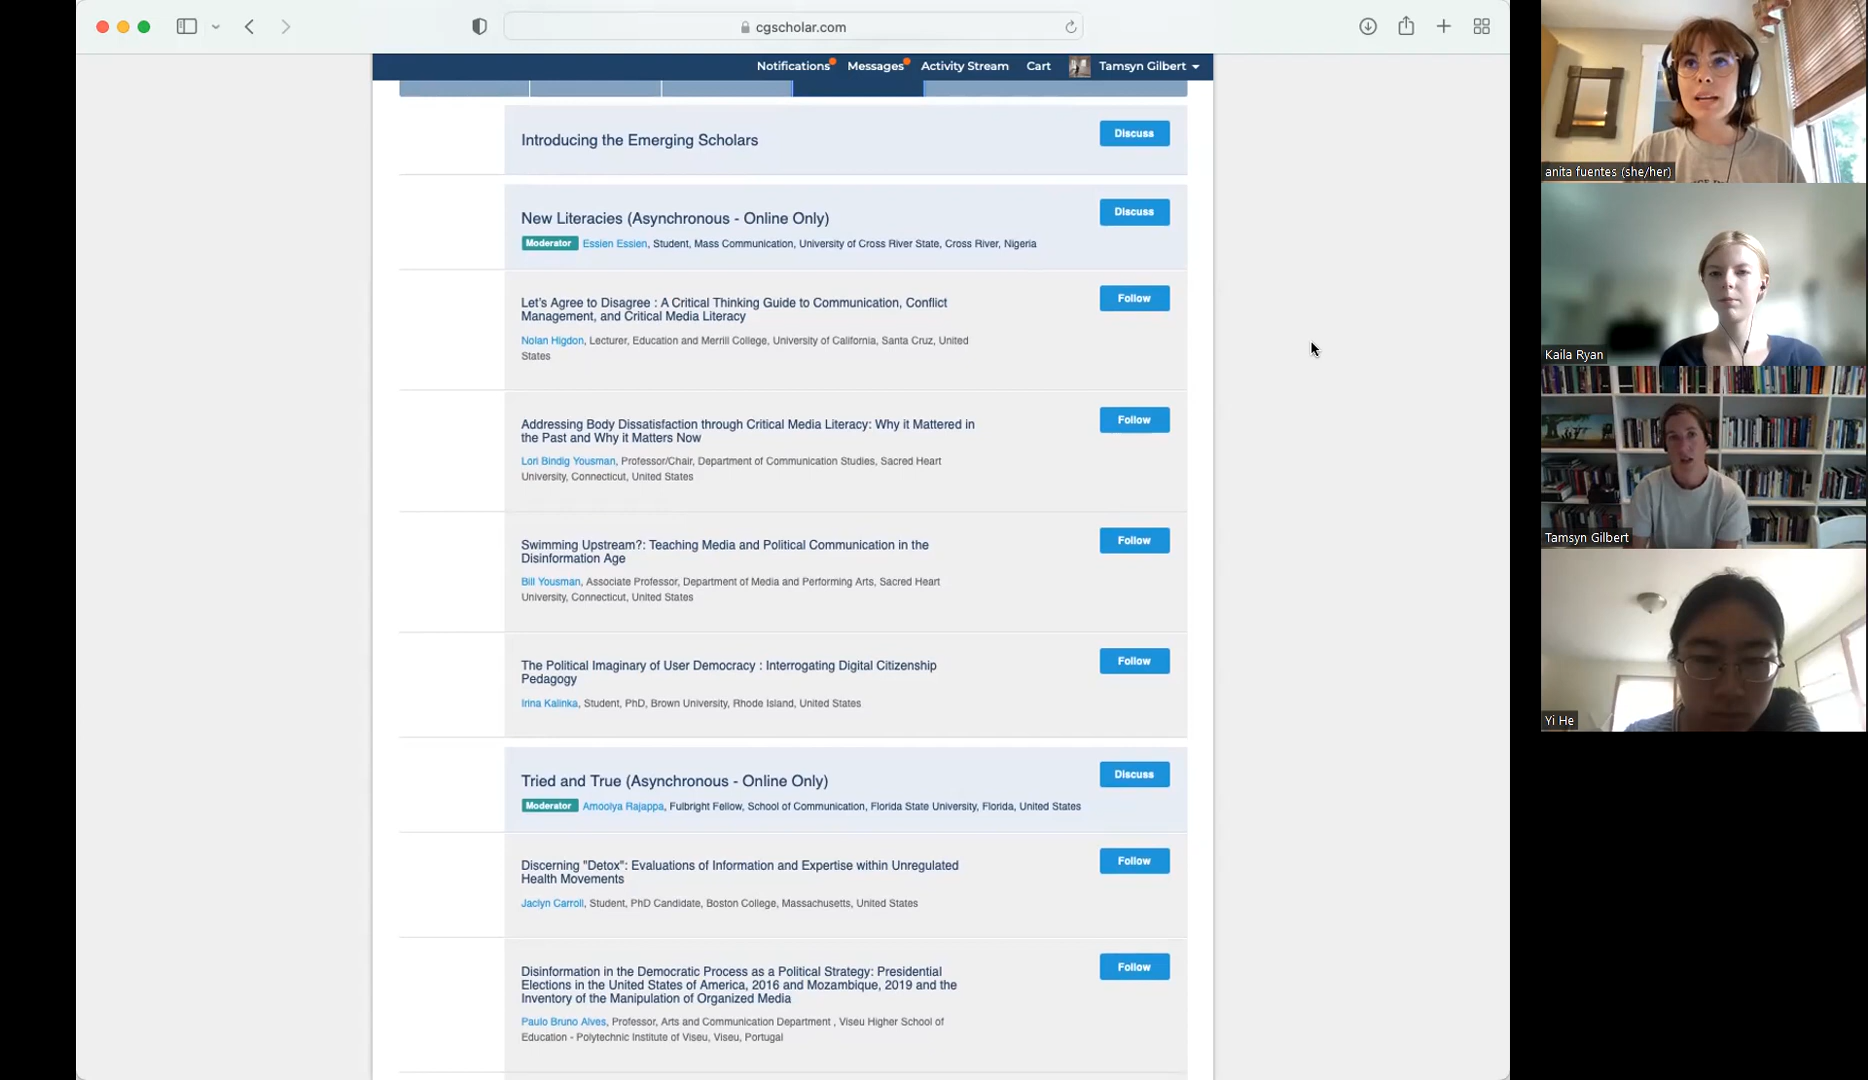 cgscholar.com
Notifications Messages Activity Stream Cart Tamsyn Gilbert
Introducing the Emerging Scholars
Discuss
New Literacies (Asynchronous - Online Only)
Discuss
Moderator Essien Essien, Student, Mass Communication, University of Cross River State, Cross River, Nigeria
Let's Agree to Disagree : A Critical Thinking Guide to Communication, Conflict
Management, and Critical Media Literacy
Follow
Nolan Higdon, Lecturer, Education and Merrill College, University of California, Santa Cruz, United
States
Addressing Body Dissatisfaction through Critical Media Literacy: Why it Mattered in
the Past and Why it Matters Now
Follow
Lori Bindig Yousman, Professor/Chair, Department of Communication Studies, Sacred Heart
University, Connecticut, United States
Swimming Upstream?: Teaching Media and Political Communication in the
Disinformation Age
Follow
Bill Yousman, Associate Professor, Department of Media and Performing Arts, Sacred Heart
University, Connecticut, United States
The Political Imaginary of User Democracy : Interrogating Digital Citizenship
Pedagogy
Follow
Irina Kalinka, Student, PhD, Brown University, Rhode Island, United States
Tried and True (Asynchronous - Online Only)
Discuss
Moderator Amoolya Rajappa, Fulbright Fellow, School of Communication, Florida State University, Florida, United States
Discerning "Detox": Evaluations of Information and Expertise within Unregulated
Health Movements
Follow
Jaclyn Carroll, Student, PhD Candidate, Boston College, Massachusetts, United States
Disinformation in the Democratic Process as a Political Strategy: Presidential
Elections in the United States of America, 2016 and Mozambique, 2019 and the
Inventory of the Manipulation of Organized Media
Follow
Paulo Bruno Alves, Professor, Arts and Communication Department , Viseu Higher School of
Education - Polytechnic Institute of Viseu, Viseu, Portugal
anita fuentes (she/her)
Kaila Ryan
Tamsyn Gilbert
Yi He